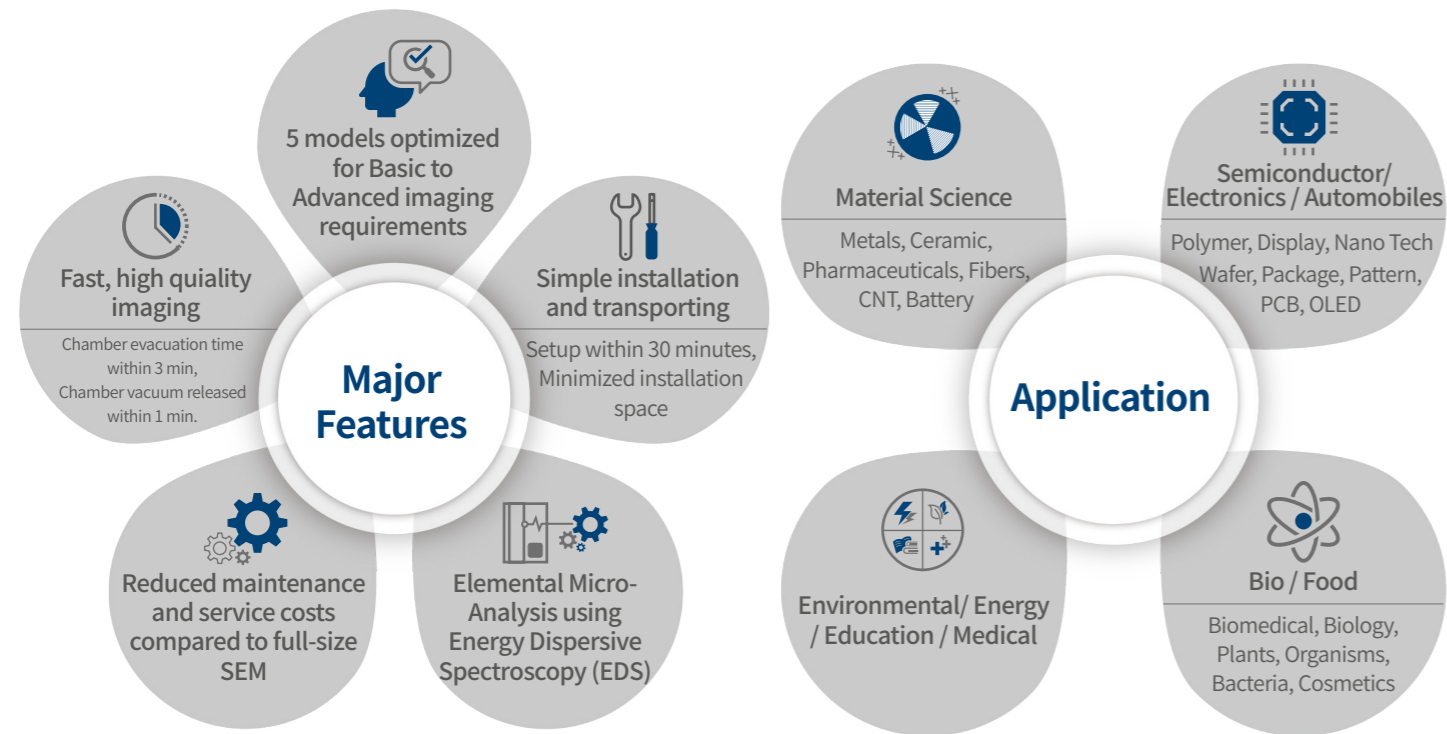 5 models optimized
for Basic to
Advanced imaging
requirements
Fast, high quiality
imaging
Chamber evacuation time
within 3 min,
Chamber vacuum released
within 1 min.
Simple installation
and transporting
Setup within 30 minutes,
Minimized installation
space
Major
Features
Reduced maintenance
and service costs
compared to full-size
SEM
Elemental Micro-
Analysis using
Energy Dispersive
Spectroscopy (EDS)
Material Science
Metals, Ceramic,
Pharmaceuticals, Fibers,
CNT, Battery
Semiconductor/
Electronics / Automobiles
Polymer, Display, Nano Tech
Wafer, Package, Pattern,
PCB, OLED
Application
Environmental/ Energy
/ Education / Medical
Bio / Food
Biomedical, Biology,
Plants, Organisms,
Bacteria, Cosmetics